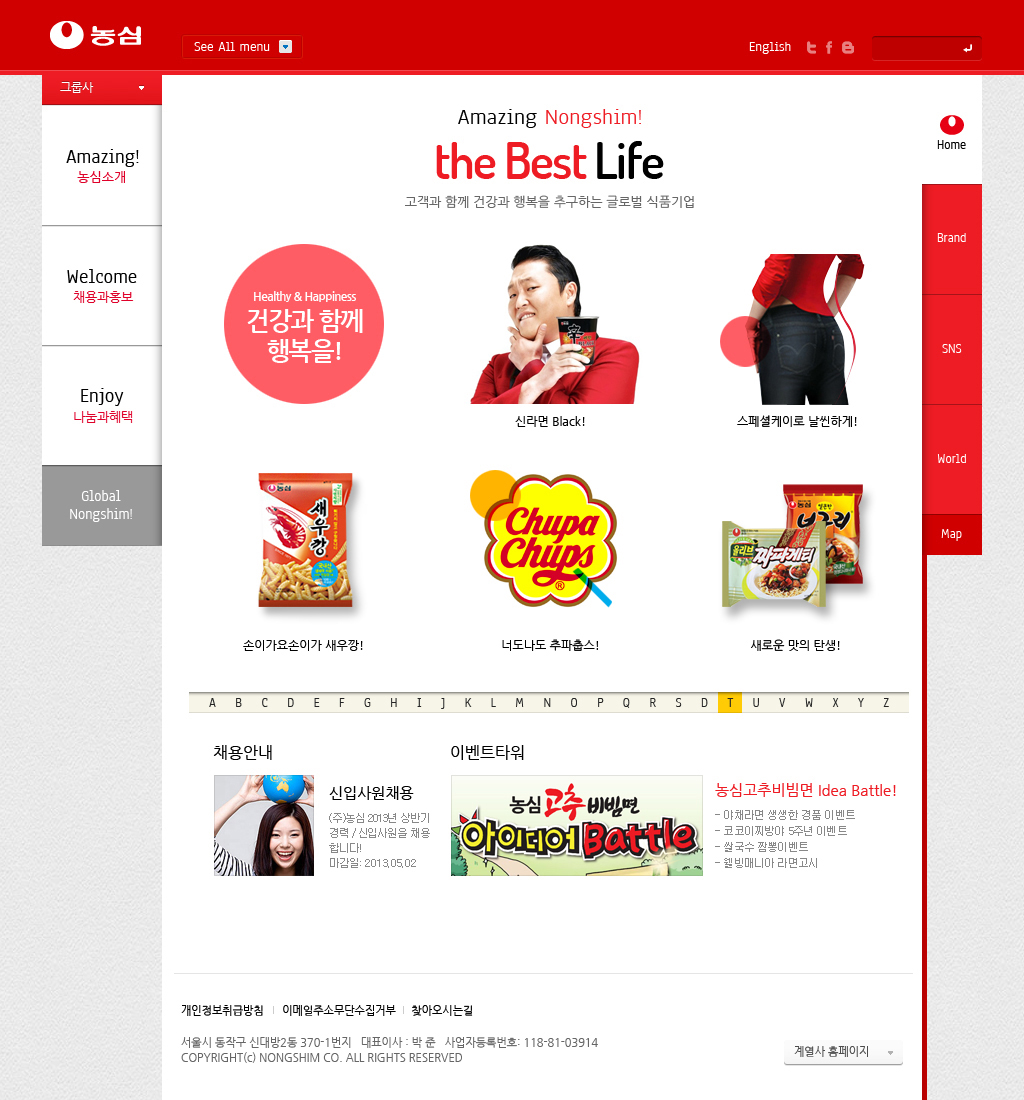 농심
See All menu
English
그룹사
Amazing!
농심소개
Welcome
채용과홍보
Enjoy
나눔과혜택
Global
Nongshim!
Amazing Nongshim!
the Best Life
고객과 함께 건강과 행복을 추구하는 글로벌 식품기업
Home
Brand
SNS
World
Map
Healthy & Happiness
건강과 함께
행복을!
辛
신라면 Black!
스페셜케이로 날씬하게!
농심
새우깡
손이가요손이가 새우깡!
Chupa
Chups
®
너도나도 추파춥스!
너구리
올리브
짜파게티
새로운 맛의 탄생!
A B C D E F G H I J K L M N O P Q R S D T U V W X Y Z
채용안내
신입사원채용
(주)농심 2013년 상반기
경력 / 신입사원을 채용
합니다!
마감일: 2013,05,02
이벤트타워
농심 고추 비빔면
아이데어 Battle
농심고추비빔면 Idea Battle!
- 야채라면 생생한 경품 이벤트
- 코코이찌방야 5주년 이벤트
- 쌀국수 짬뽕이벤트
- 웰빙매니아 라면고시
개인정보취급방침
이메일주소무단수집거부
찾아오시는길
서울시 동작구 신대방2동 370-1번지 대표이사 : 박 준 사업자등록번호: 118-81-03914
COPYRIGHT(c) NONGSHIM CO. ALL RIGHTS RESERVED
계열사 홈페이지